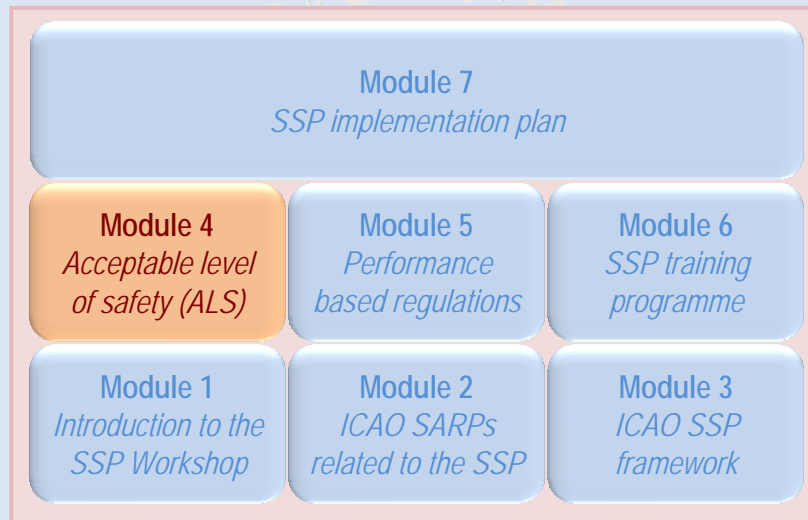 Module 7
SSP implementation plan
Module 4
Acceptable level
of safety (ALS)
Module 5
Performance
based regulations
Module 6
SSP training
programme
Module 1
Introduction to the
SSP Workshop
Module 2
ICAO SARPs
related to the SSP
Module 3
ICAO SSP
framework